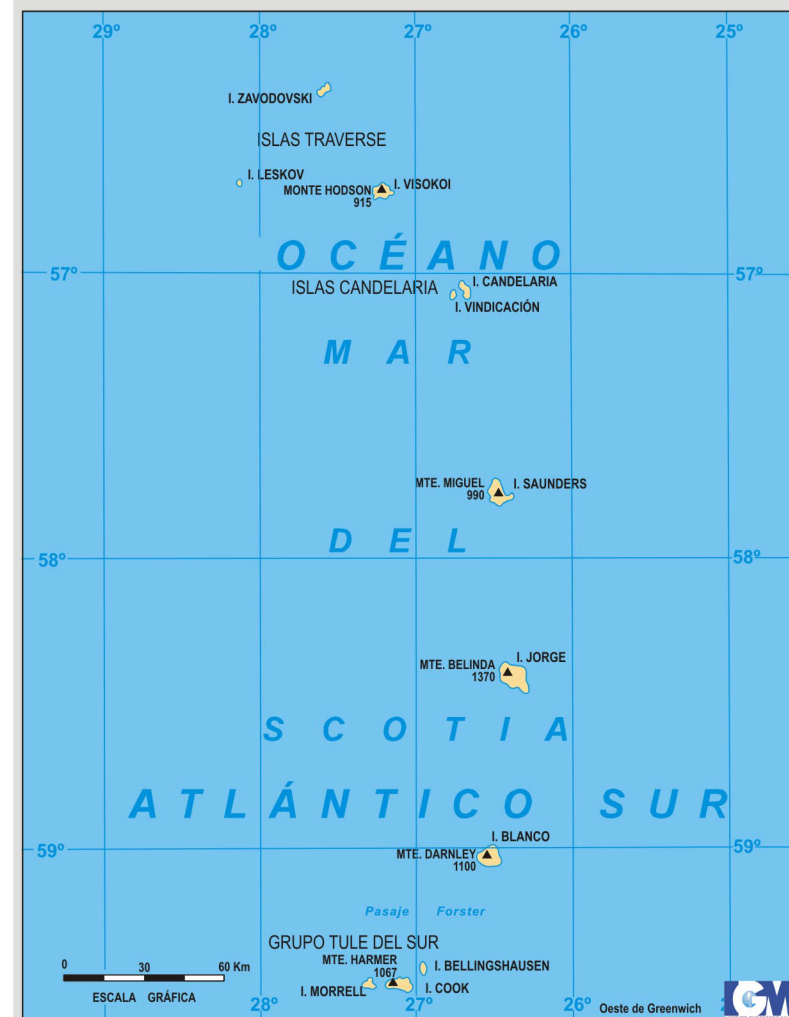 29º 28º 27º 26º 25º
I. ZAVODOVSKI
ISLAS TRAVERSE
I. LESKOV
MONTE HODSON
915
I. VISOKOI
OCÉANO
57º 57º
I. CANDELARIA
ISLAS CANDELARIA
I. VINDICACIÓN
MAR
MTE. MIGUEL
990
I. SAUNDERS
DEL
58º 58º
I. JORGE
MTE. BELINDA
1370
SCOTIA
ATLÁNTICO SUR
I. BLANCO
59º 59º
MTE. DARNLEY
1100
Pasaje Forster
GRUPO TULE DEL SUR
MTE. HARMER
1067
I. BELLINGSHAUSEN
I. MORRELL
I. COOK
0 30 60 Km
ESCALA GRÁFICA
28º 27º 26º
Oeste de Greenwich